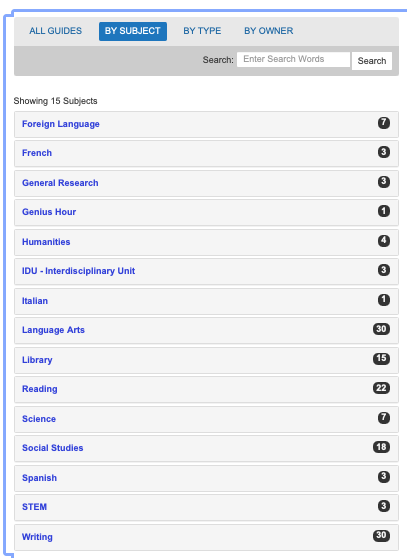 ALL GUIDES BY SUBJECT BY TYPE BY OWNER
Search: Enter Search Words Search
Showing 15 Subjects
Foreign Language 7
French 3
General Research 3
Genius Hour 1
Humanities 4
IDU - Interdisciplinary Unit 3
Italian 1
Language Arts 30
Library 15
Reading 22
Science 7
Social Studies 18
Spanish 3
STEM 3
Writing 30